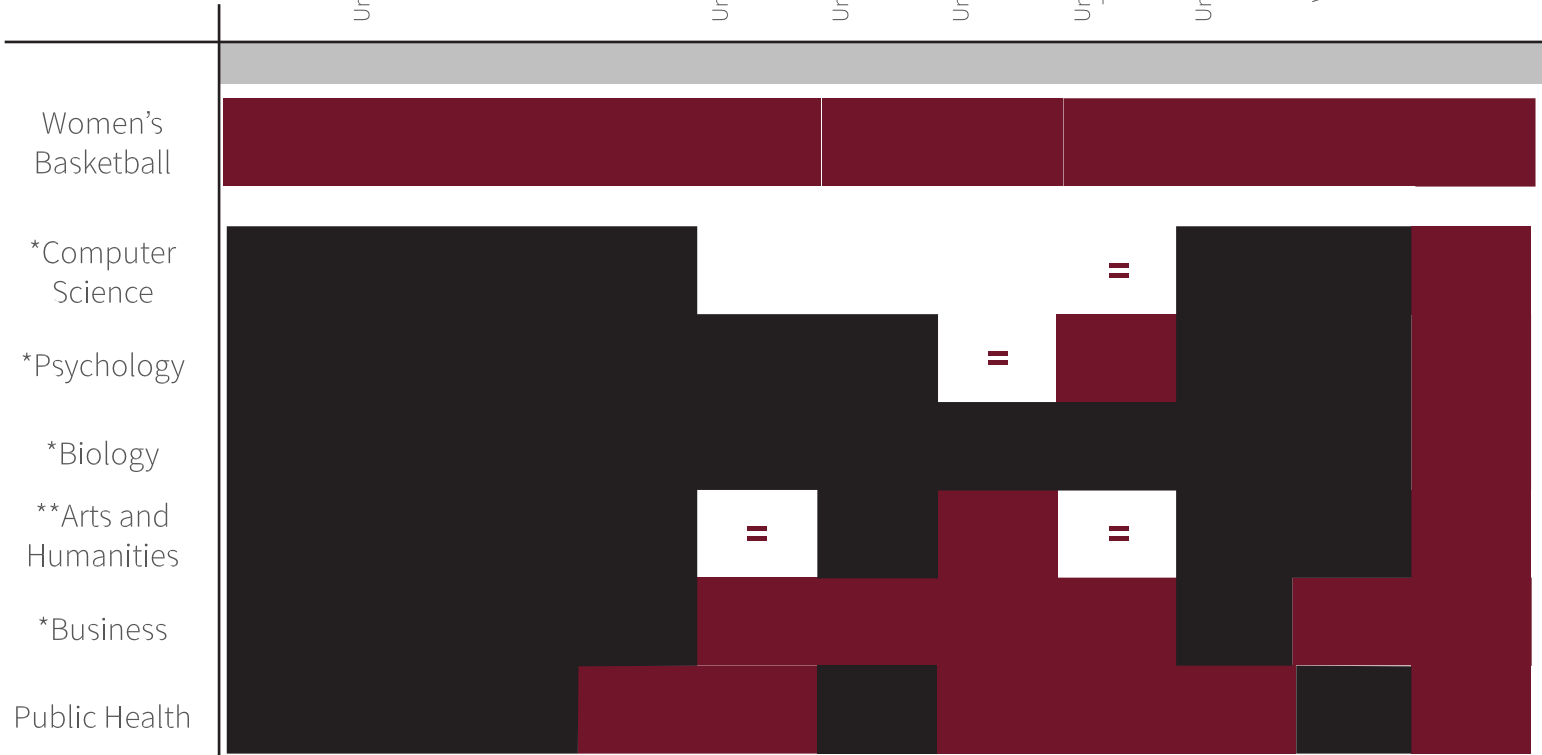 Women's
Basketball
*Computer
Science
=
*Psychology
=
*Biology
**Arts and
Humanities
=
=
*Business
Public Health